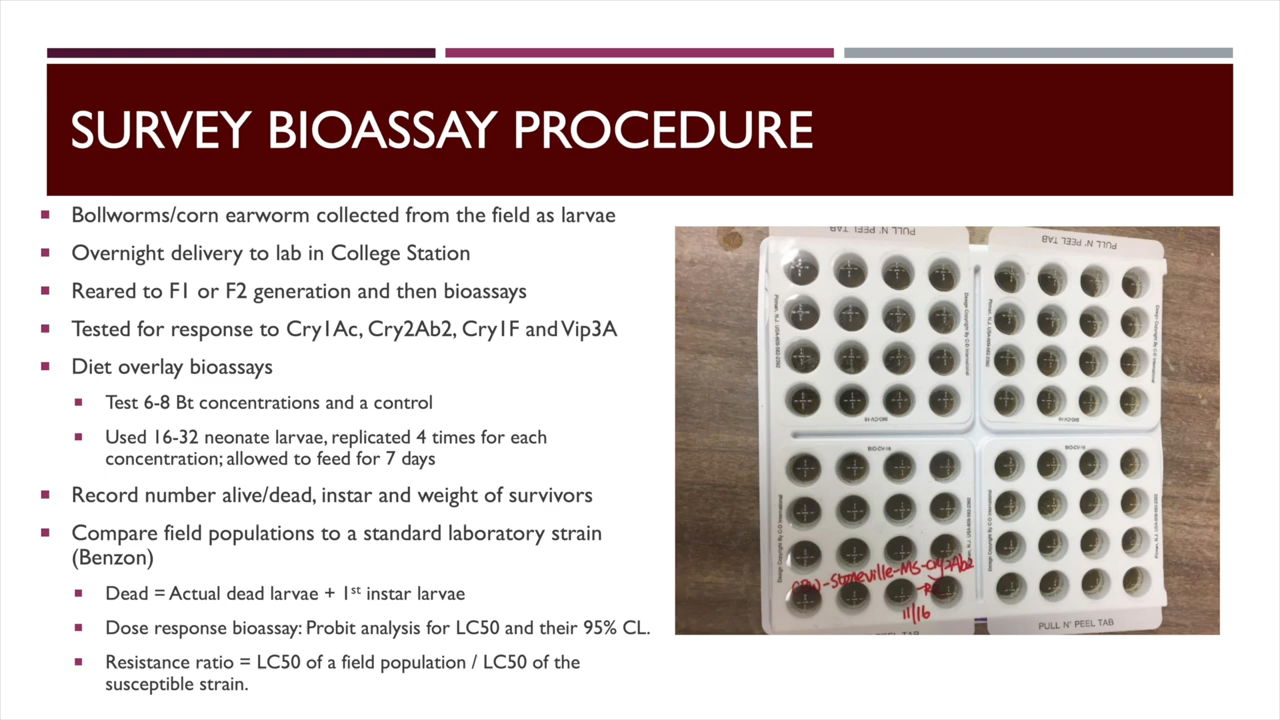 SURVEY BIOASSAY PROCEDURE
Bollworms/corn earworm collected from the field as larvae
Overnight delivery to lab in College Station
Reared to F1 or F2 generation and then bioassays
Tested for response to Cry1Ac, Cry2Ab2, Cry1F and Vip3A
Diet overlay bioassays
Test 6-8 Bt concentrations and a control
Used 16-32 neonate larvae, replicated 4 times for each
concentration; allowed to feed for 7 days
Record number alive/dead, instar and weight of survivors
Compare field populations to a standard laboratory strain
(Benzon)
Dead = Actual dead larvae + 1st instar larvae
Dose response bioassay: Probit analysis for LC50 and their 95% CL.
Resistance ratio = LC50 of a field population / LC50 of the
susceptible strain.
PULL N' PEEL TAB
PULL N' PEEL TAB
BIO-CV-16
BIO-CV-16
-Stoneville-MS-Cry2Ab2
11/16
PULL N' PEEL TAB